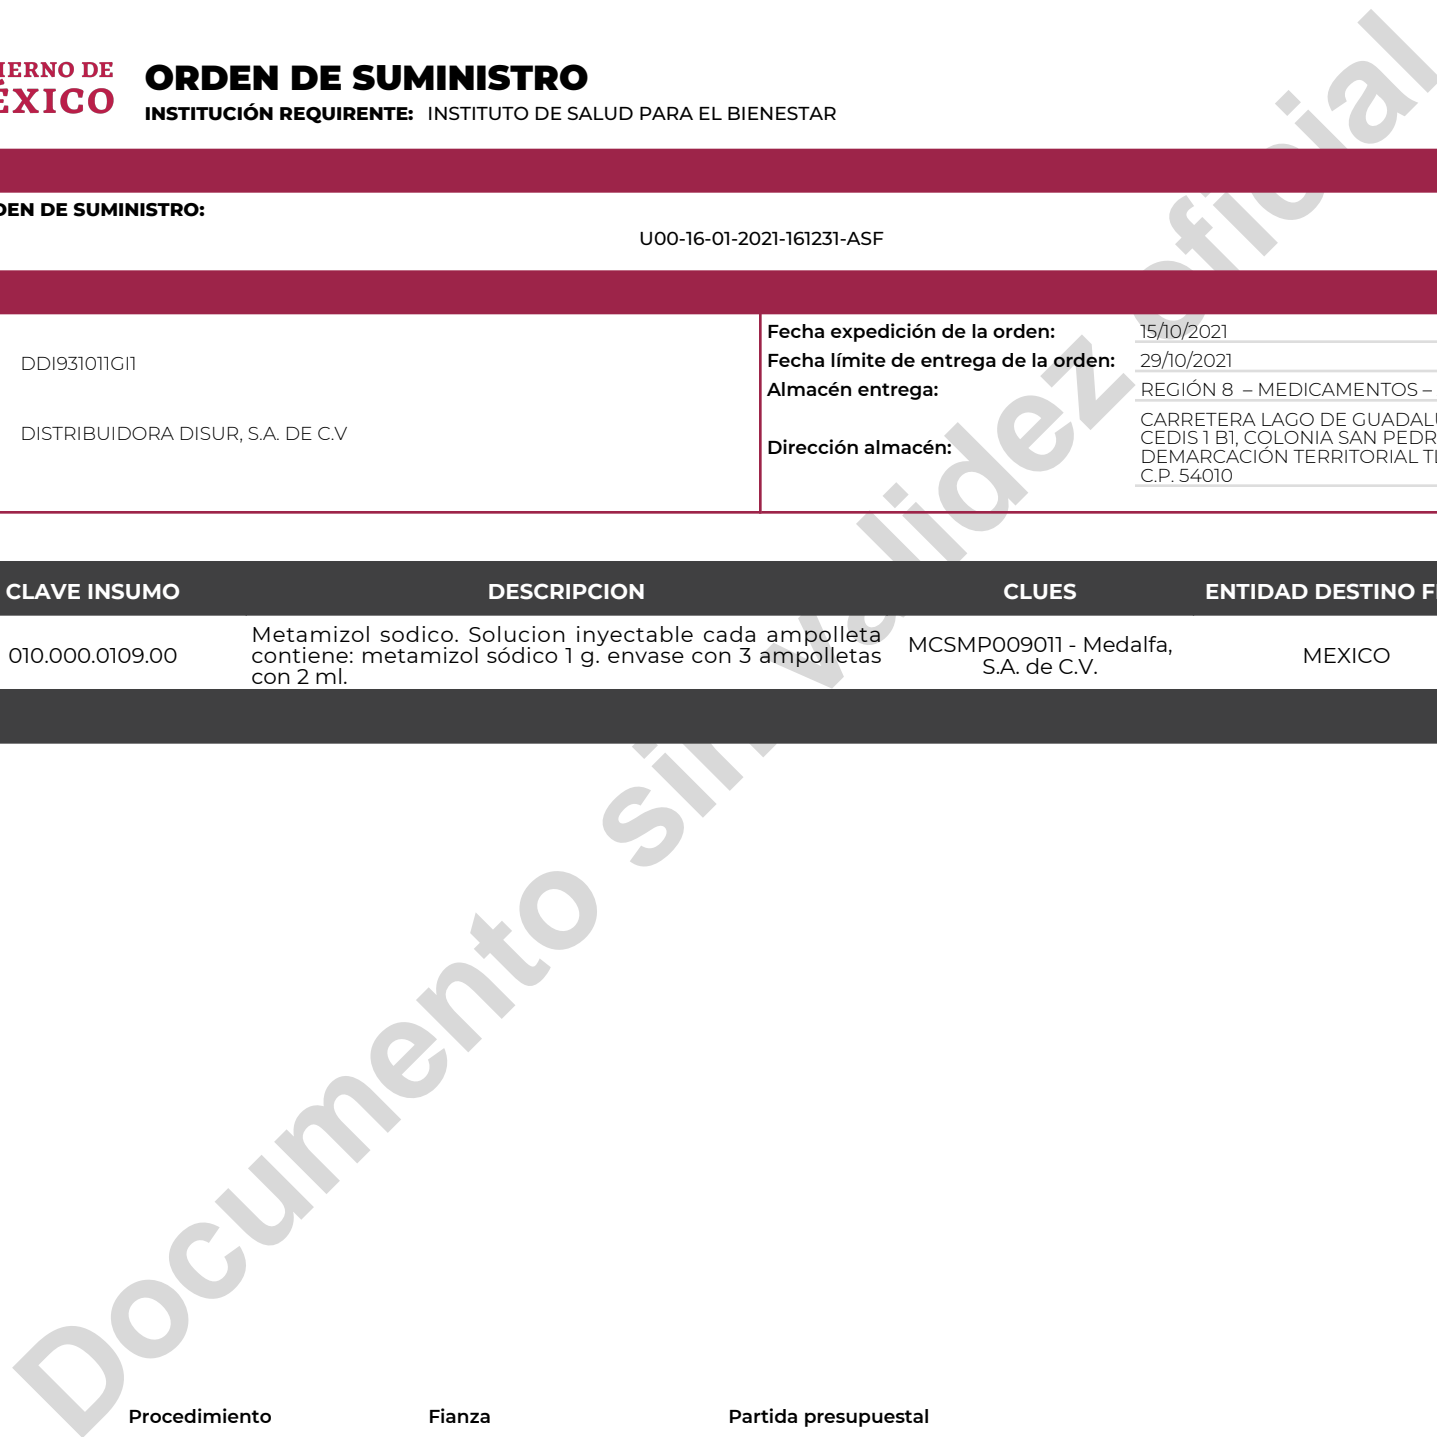 IERNO DE
ÉXICO
ORDEN DE SUMINISTRO
INSTITUCIÓN REQUIRENTE: INSTITUTO DE SALUD PARA EL BIENESTAR
DEN DE SUMINISTRO:
U00-16-01-2021-161231-ASF
DDI931011GI1
DISTRIBUIDORA DISUR, S.A. DE C.V
Fecha expedición de la orden: 15/10/2021
Fecha límite de entrega de la orden: 29/10/2021
Almacén entrega: REGIÓN 8 – MEDICAMENTOS –
Dirección almacén:
CARRETERA LAGO DE GUADALU
CEDIS 1 B1, COLONIA SAN PEDR
DEMARCACIÓN TERRITORIAL TL
C.P. 54010
CLAVE INSUMO DESCRIPCION CLUES ENTIDAD DESTINO FI
010.000.0109.00
Metamizol sodico. Solucion inyectable cada ampolleta
contiene: metamizol sódico 1 g. envase con 3 ampolletas
con 2 ml.
MCSMP009011 - Medalfa,
S.A. de C.V.
MEXICO
Documento sin validez oficial
Procedimiento Fianza Partida presupuestal